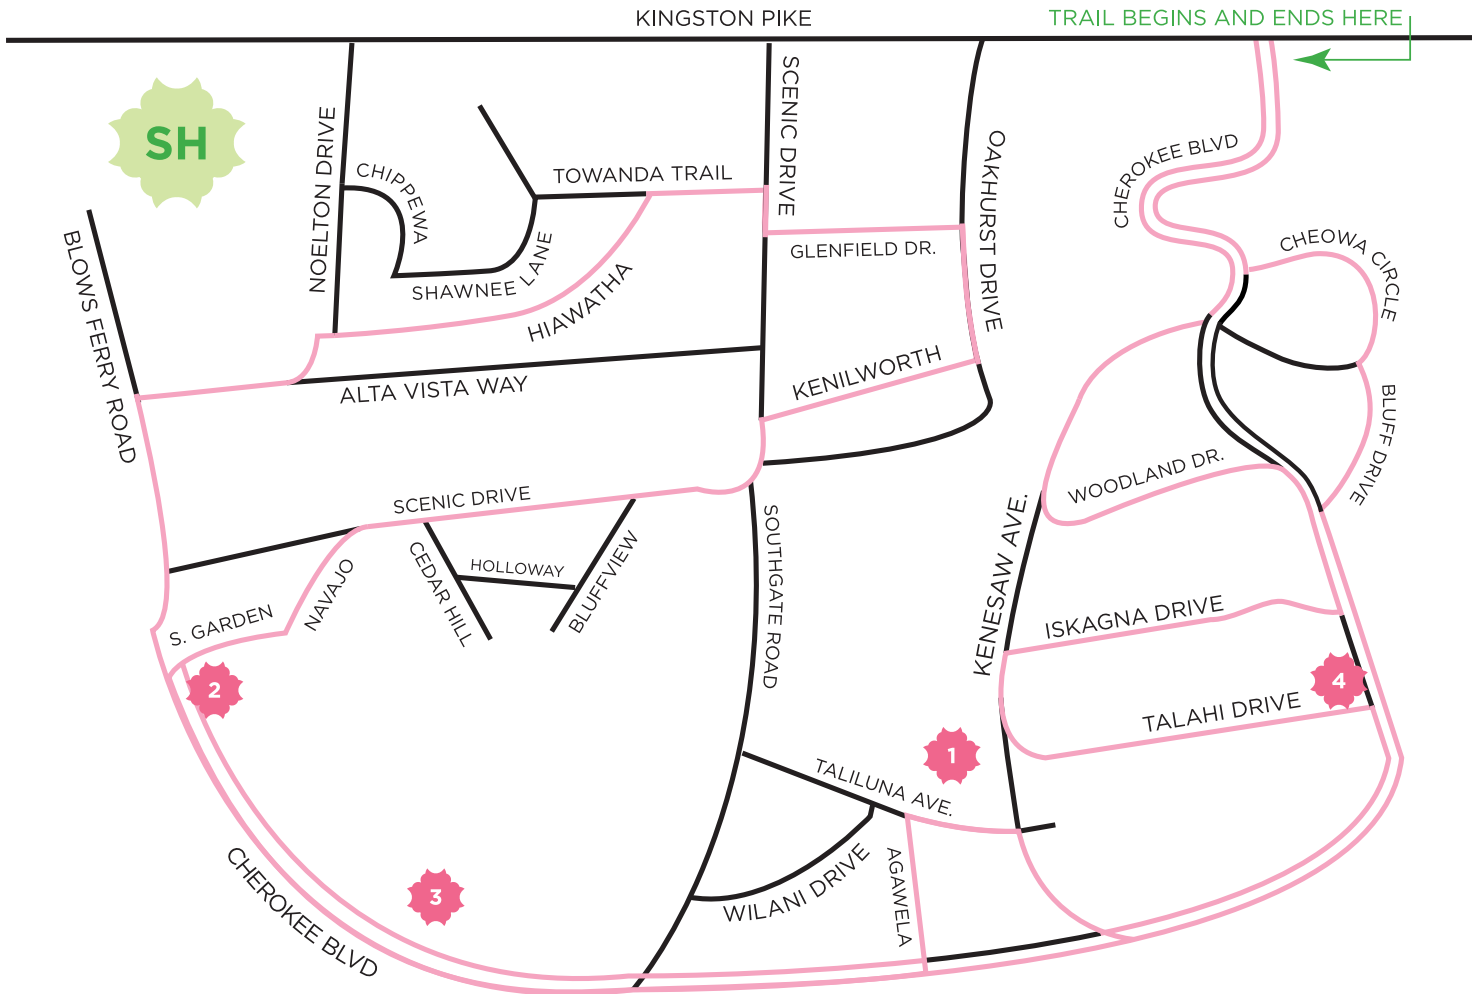 KINGSTON PIKE
TRAIL BEGINS AND ENDS HERE
SH
NOELTON DRIVE
CHIPPEWA
TOWANDA TRAIL
SCENIC DRIVE
OAKHURST DRIVE
CHEROKEE BLVD
BLOWS FERRY ROAD
SHAWNEE LANE
HIAWATHA
GLENFIELD DR.
CHEOWA CIRCLE
ALTA VISTA WAY
KENILWORTH
BLUFF DRIVE
WOODLAND DR.
SCENIC DRIVE
CEDAR HILL
HOLLOWAY
BLUFFVIEW
SOUTHGATE ROAD
KENESAW AVE.
S. GARDEN
NAVAJO
ISKAGNA DRIVE
2
4
TALAHI DRIVE
1
TALILUNA AVE.
3
CHEROKEE BLVD
WILANI DRIVE
AGAWELA